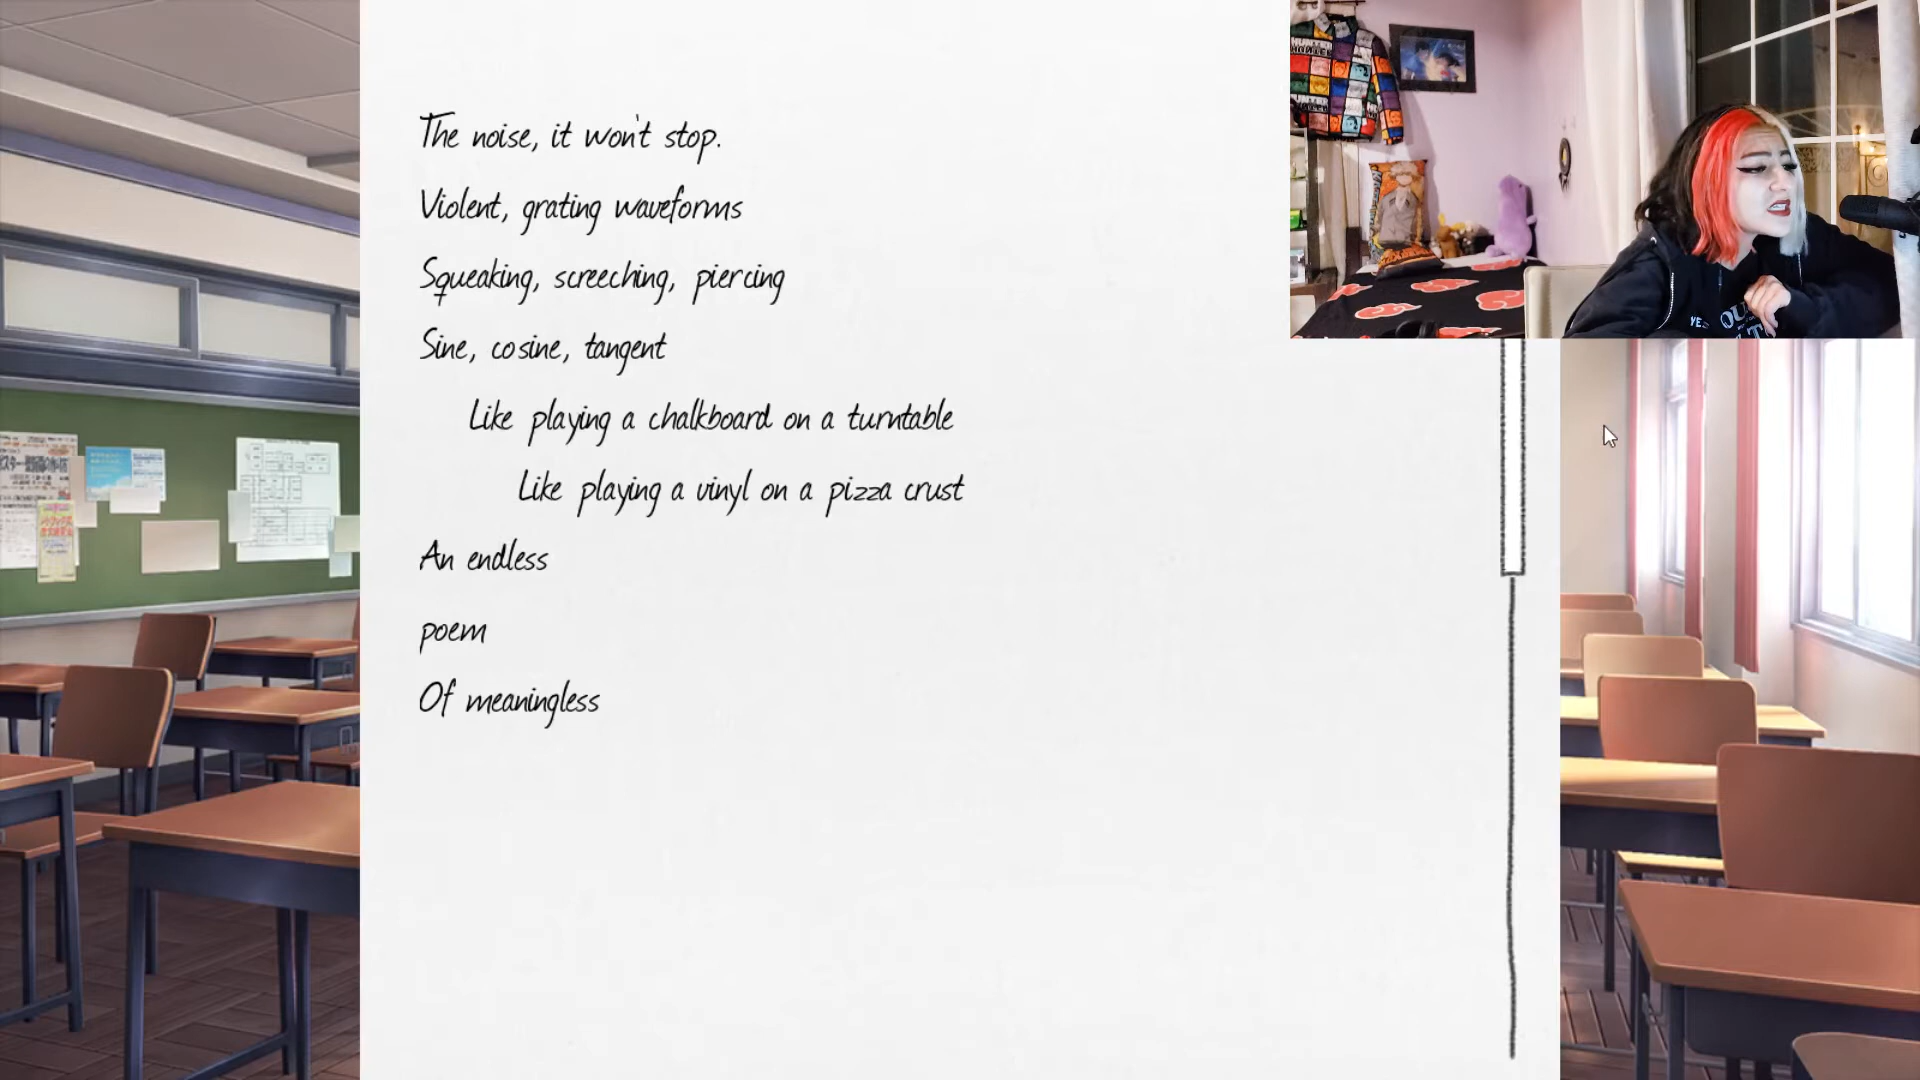 The noise, it won't stop.
Violent, grating waveforms
Squeaking, screeching, piercing
Sine, cosine, tangent
Like playing a chalkboard on a turntable
Like playing a vinyl on a pizza crust
An endless
poem
Of meaningless